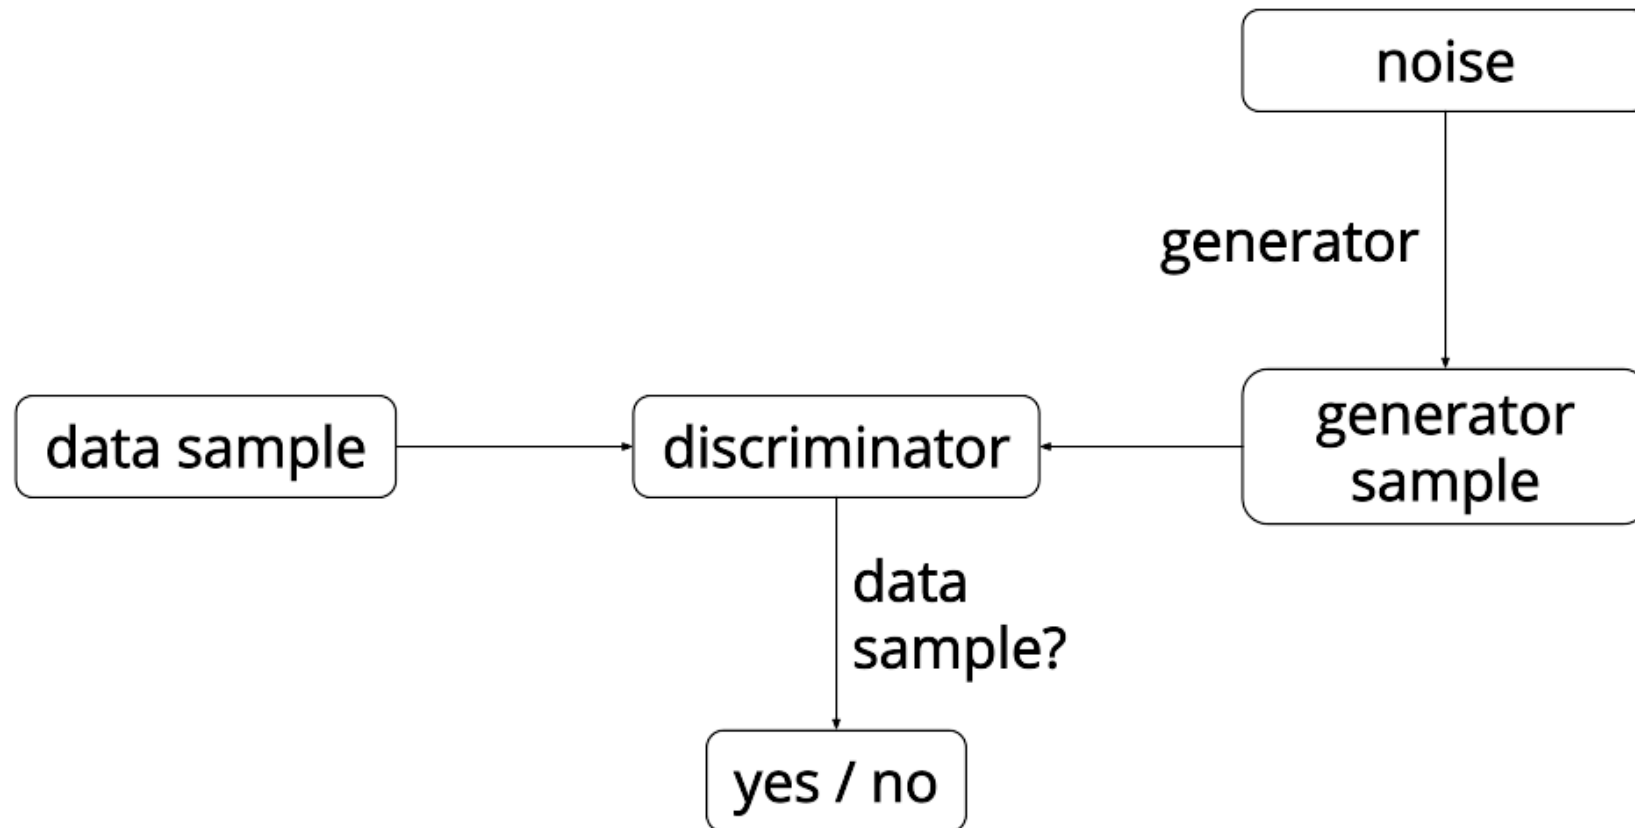 noise
generator
data sample
discriminator
generator
sample
data
sample?
yes / no